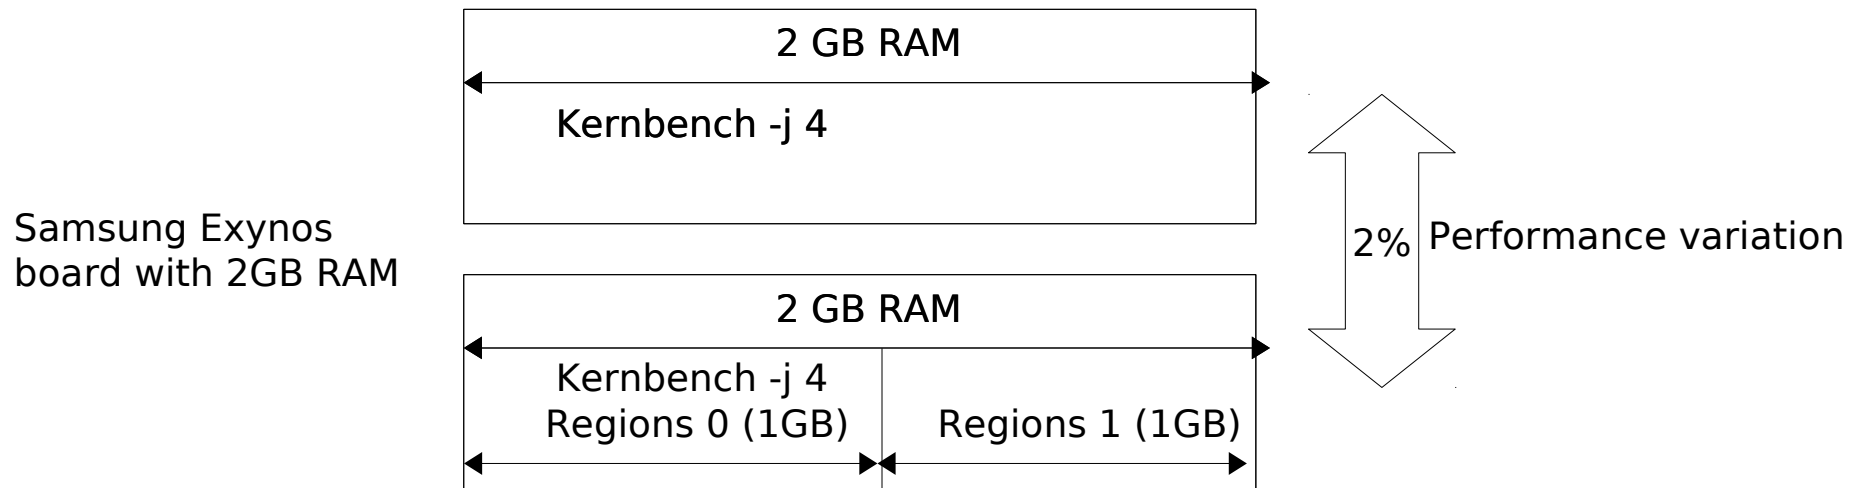 2 GB RAM
Kernbench -j 4
Samsung Exynos
board with 2GB RAM
2%
Performance variation
2 GB RAM
Kernbench -j 4
Regions 0 (1GB)
Regions 1 (1GB)